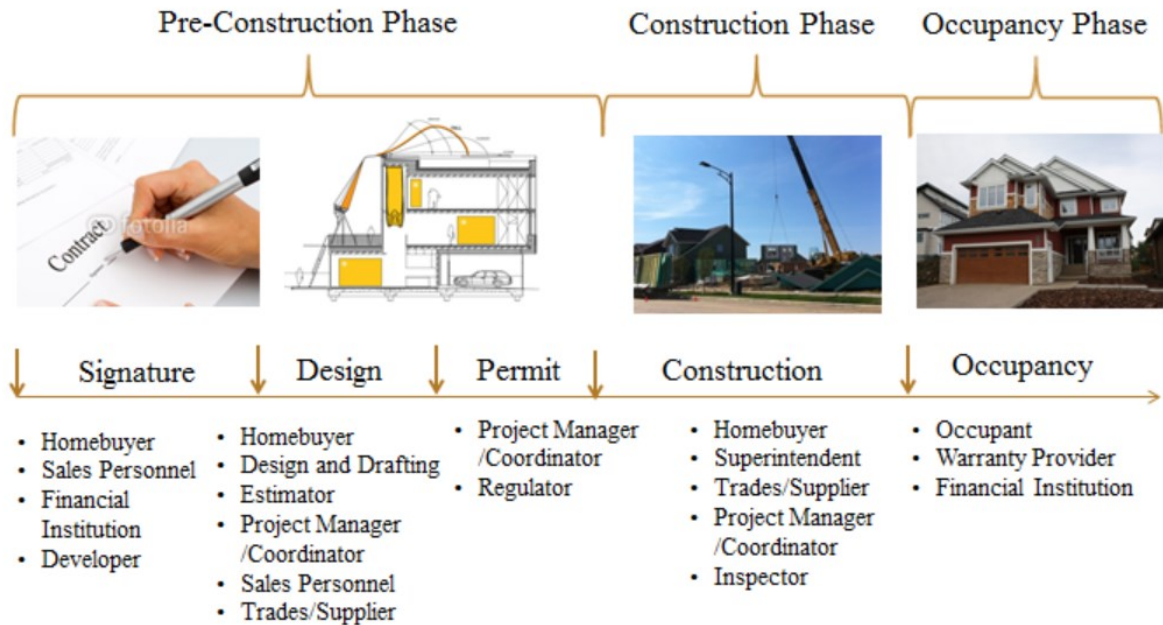 Pre-Construction Phase
Construction Phase
Occupancy Phase
fotolia
Contract
Signature
Design
Permit
Construction
Occupancy
• Homebuyer
• Sales Personnel
• Financial
Institution
• Developer
• Homebuyer
• Design and Drafting
• Estimator
• Project Manager
/Coordinator
• Sales Personnel
• Trades/Supplier
• Project Manager
/Coordinator
• Regulator
• Homebuyer
• Superintendent
• Trades/Supplier
• Project Manager
/Coordinator
• Inspector
• Occupant
• Warranty Provider
• Financial Institution